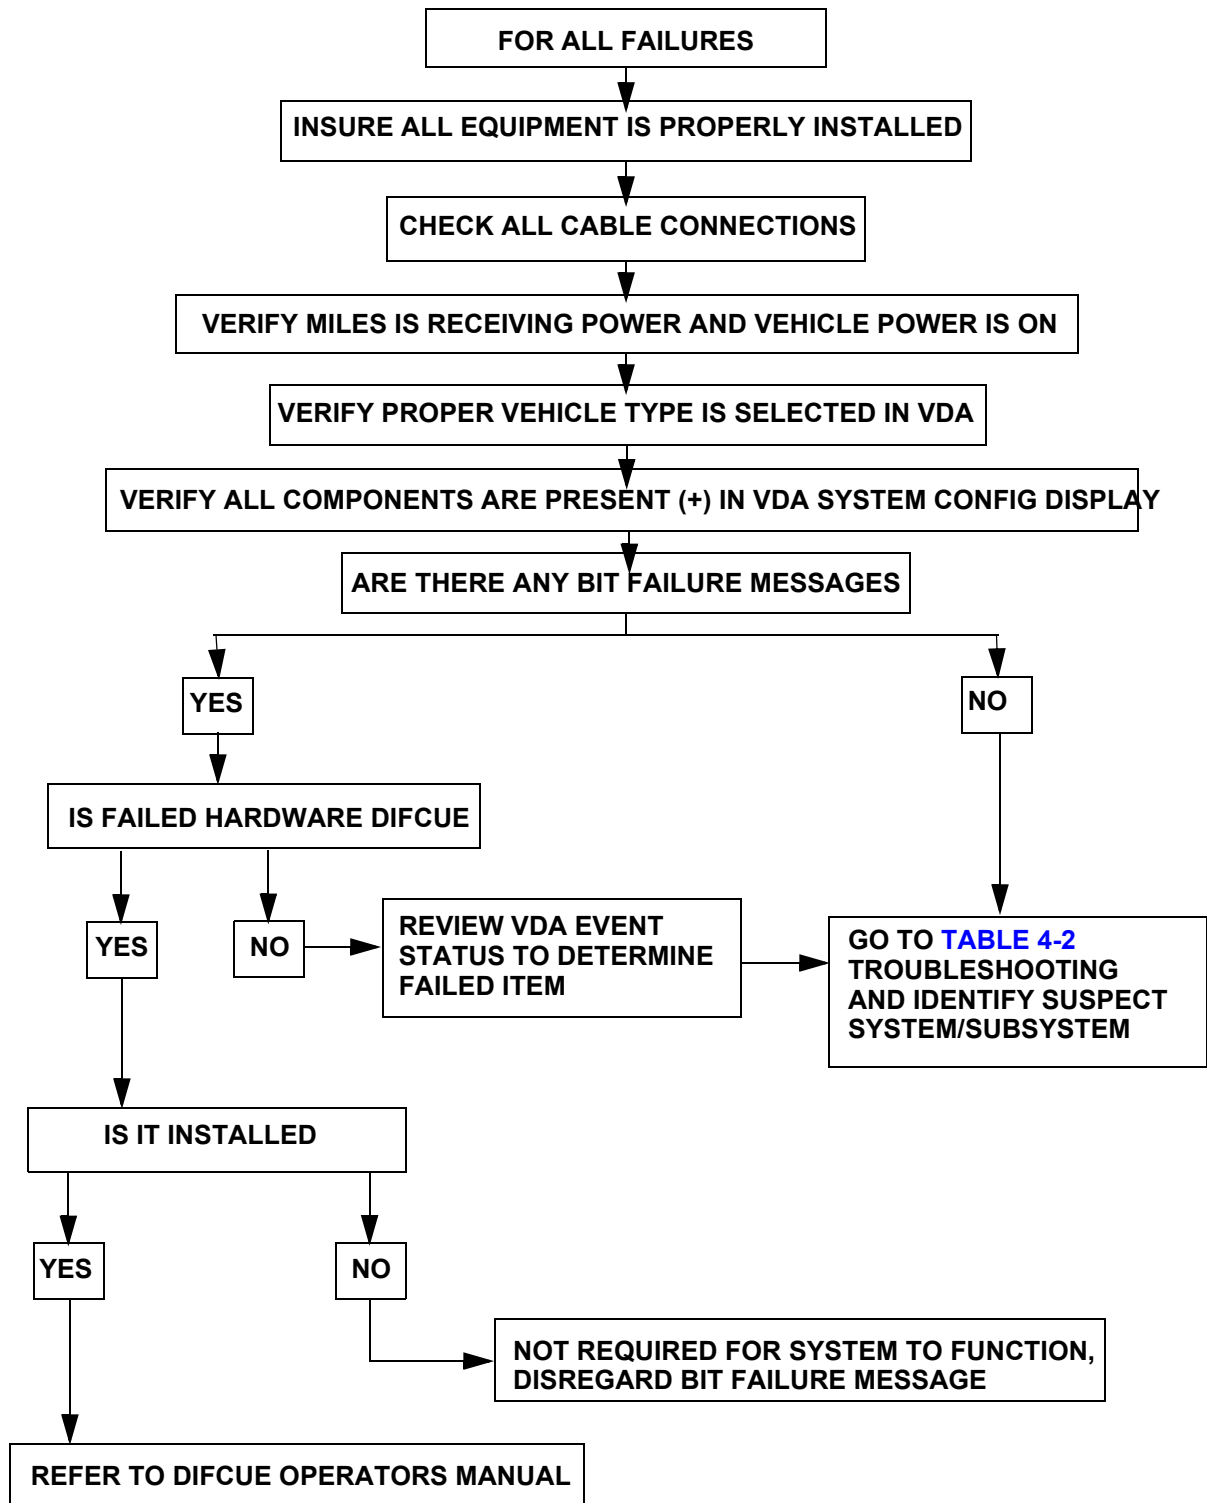 FOR ALL FAILURES
INSURE ALL EQUIPMENT IS PROPERLY INSTALLED
CHECK ALL CABLE CONNECTIONS
VERIFY MILES IS RECEIVING POWER AND VEHICLE POWER IS ON
VERIFY PROPER VEHICLE TYPE IS SELECTED IN VDA
VERIFY ALL COMPONENTS ARE PRESENT (+) IN VDA SYSTEM CONFIG DISPLAY
ARE THERE ANY BIT FAILURE MESSAGES
YES
NO
IS FAILED HARDWARE DIFCUE
YES
NO
REVIEW VDA EVENT
STATUS TO DETERMINE
FAILED ITEM
GO TO TABLE 4-2
TROUBLESHOOTING
AND IDENTIFY SUSPECT
SYSTEM/SUBSYSTEM
IS IT INSTALLED
YES
NO
NOT REQUIRED FOR SYSTEM TO FUNCTION,
DISREGARD BIT FAILURE MESSAGE
REFER TO DIFCUE OPERATORS MANUAL